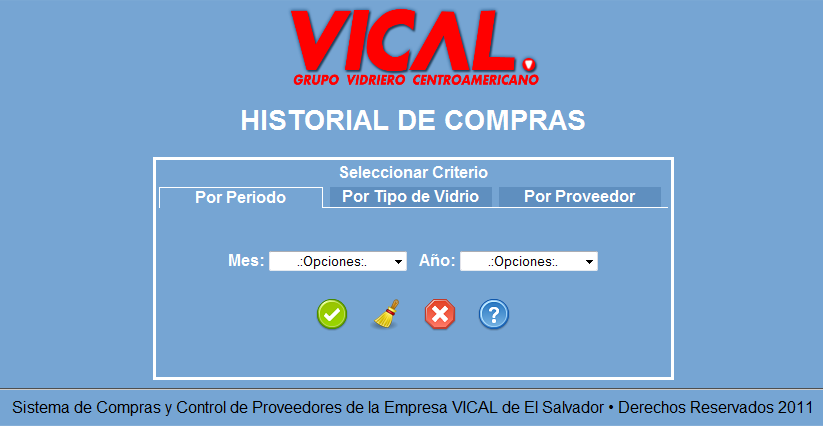 VICAL.
GRUPO VIDRIERO CENTROAMERICANO
HISTORIAL DE COMPRAS
Seleccionar Criterio
Por Periodo Por Tipo de Vidrio Por Proveedor
Mes: .:Opciones:. Año: .:Opciones:.
?
Sistema de Compras y Control de Proveedores de la Empresa VICAL de El Salvador • Derechos Reservados 2011